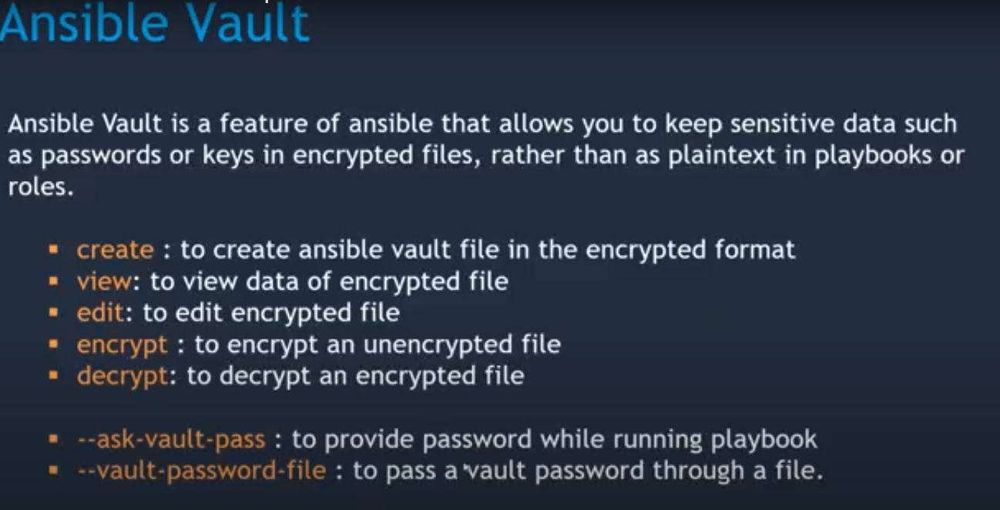 Ansible Vault
Ansible Vault is a feature of ansible that allows you to keep sensitive data such
as passwords or keys in encrypted files, rather than as plaintext in playbooks or
roles.
▪ create : to create ansible vault file in the encrypted format
▪ view: to view data of encrypted file
▪ edit: to edit encrypted file
▪ encrypt : to encrypt an unencrypted file
▪ decrypt: to decrypt an encrypted file
▪ --ask-vault-pass : to provide password while running playbook
▪ --vault-password-file : to pass a vault password through a file.